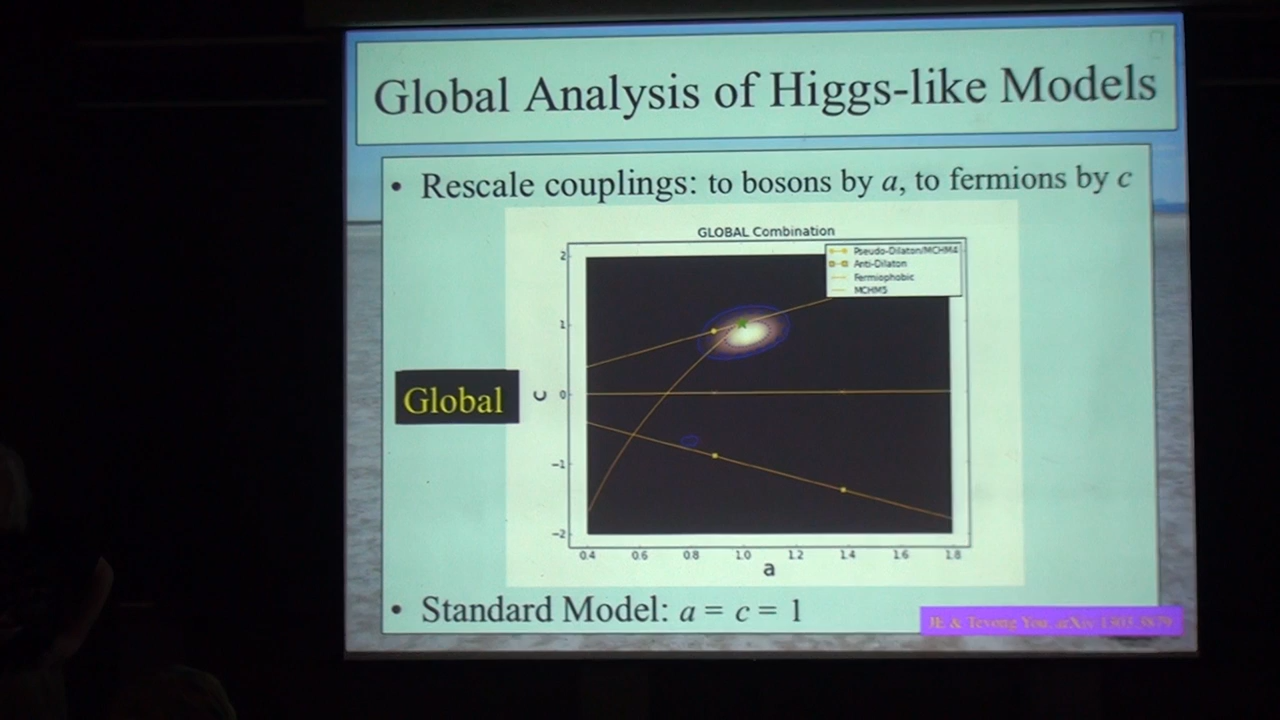 Global Analysis of Higgs-like Models
• Rescale couplings: to bosons by a, to fermions by c
GLOBAL Combination
Pseudo-Dilaton/MCHM4
Anti-Dilaton
Fermiophobic
MCHM5
2
1
0
−1
−2
c
Global
0.4 0.6 0.8 1.0 1.2 1.4 1.6 1.8
a
• Standard Model: a = c = 1
JE & Tevong You: arXiv:1303.3879